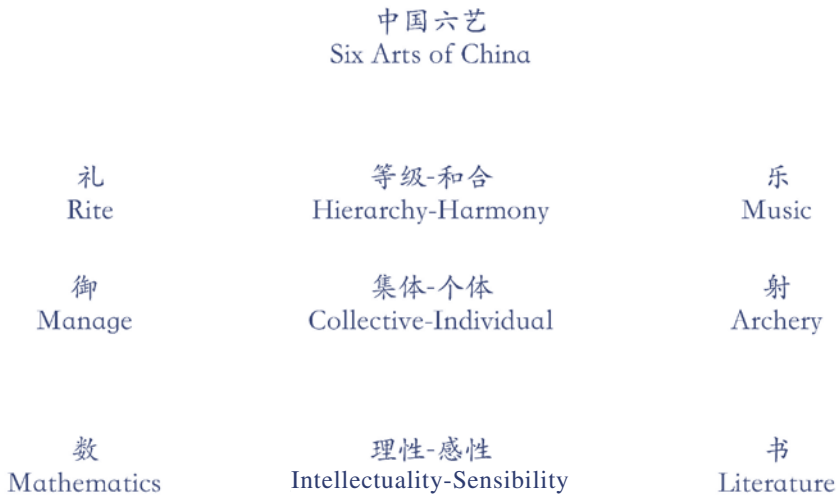 中国六艺
Six Arts of China
礼 等级-和合 乐
Rite Hierarchy-Harmony Music
御 集体-个体 射
Manage Collective-Individual Archery
数 理性-感性 书
Mathematics Intellectuality-Sensibility Literature